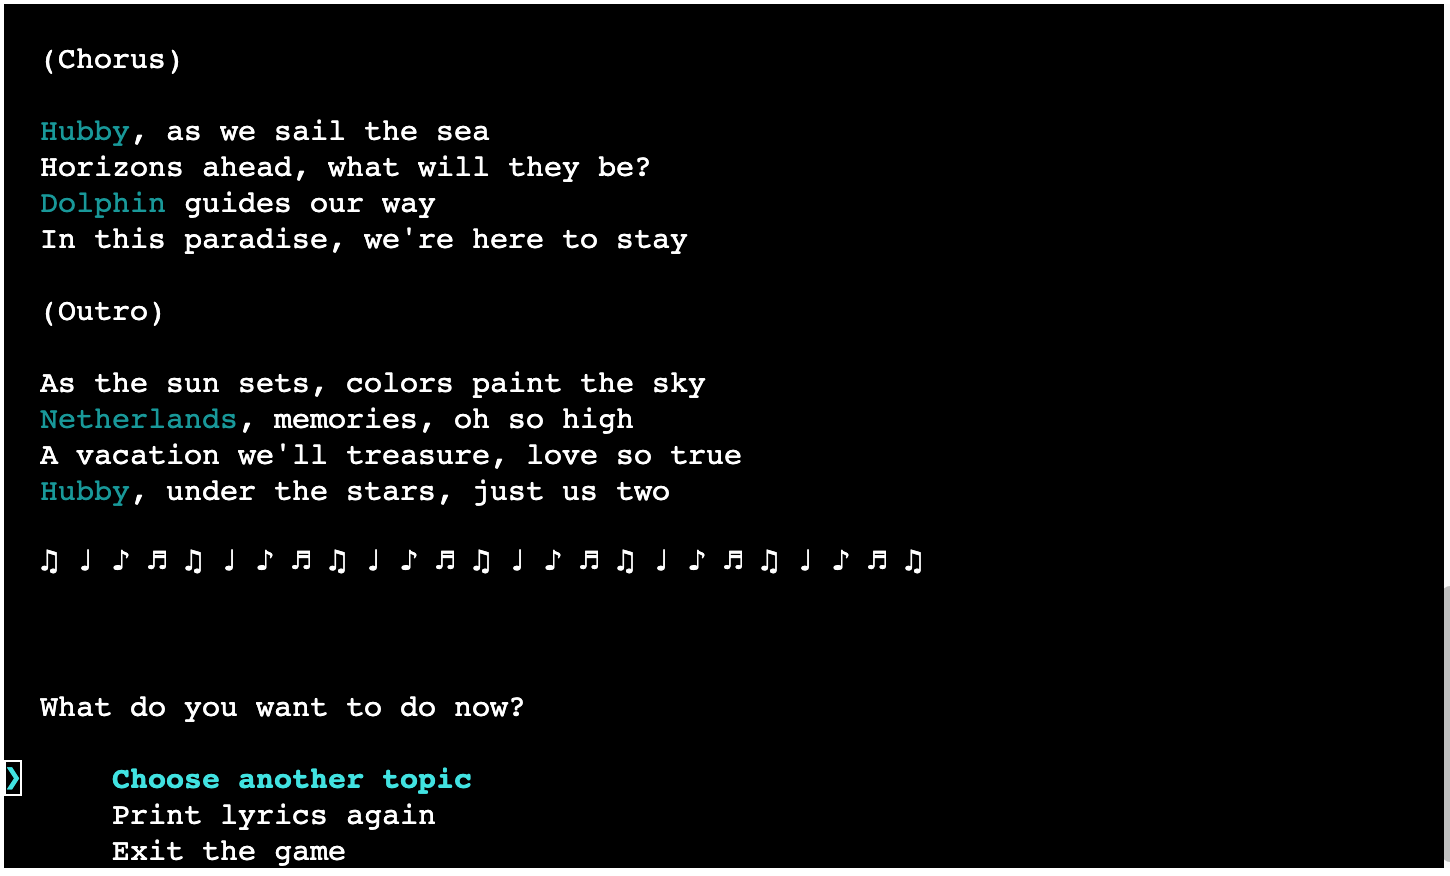 (Chorus)
Hubby, as we sail the sea
Horizons ahead, what will they be?
Dolphin guides our way
In this paradise, we're here to stay
(Outro)
As the sun sets, colors paint the sky
Netherlands, memories, oh so high
A vacation we'll treasure, love so true
Hubby, under the stars, just us two
♫ ♩ ♪ ♬ ♫ ♩ ♪ ♬ ♫ ♩ ♪ ♬ ♫ ♩ ♪ ♬ ♫ ♩ ♪ ♬ ♫ ♩ ♪ ♬ ♫
What do you want to do now?
❯ Choose another topic
Print lyrics again
Exit the game